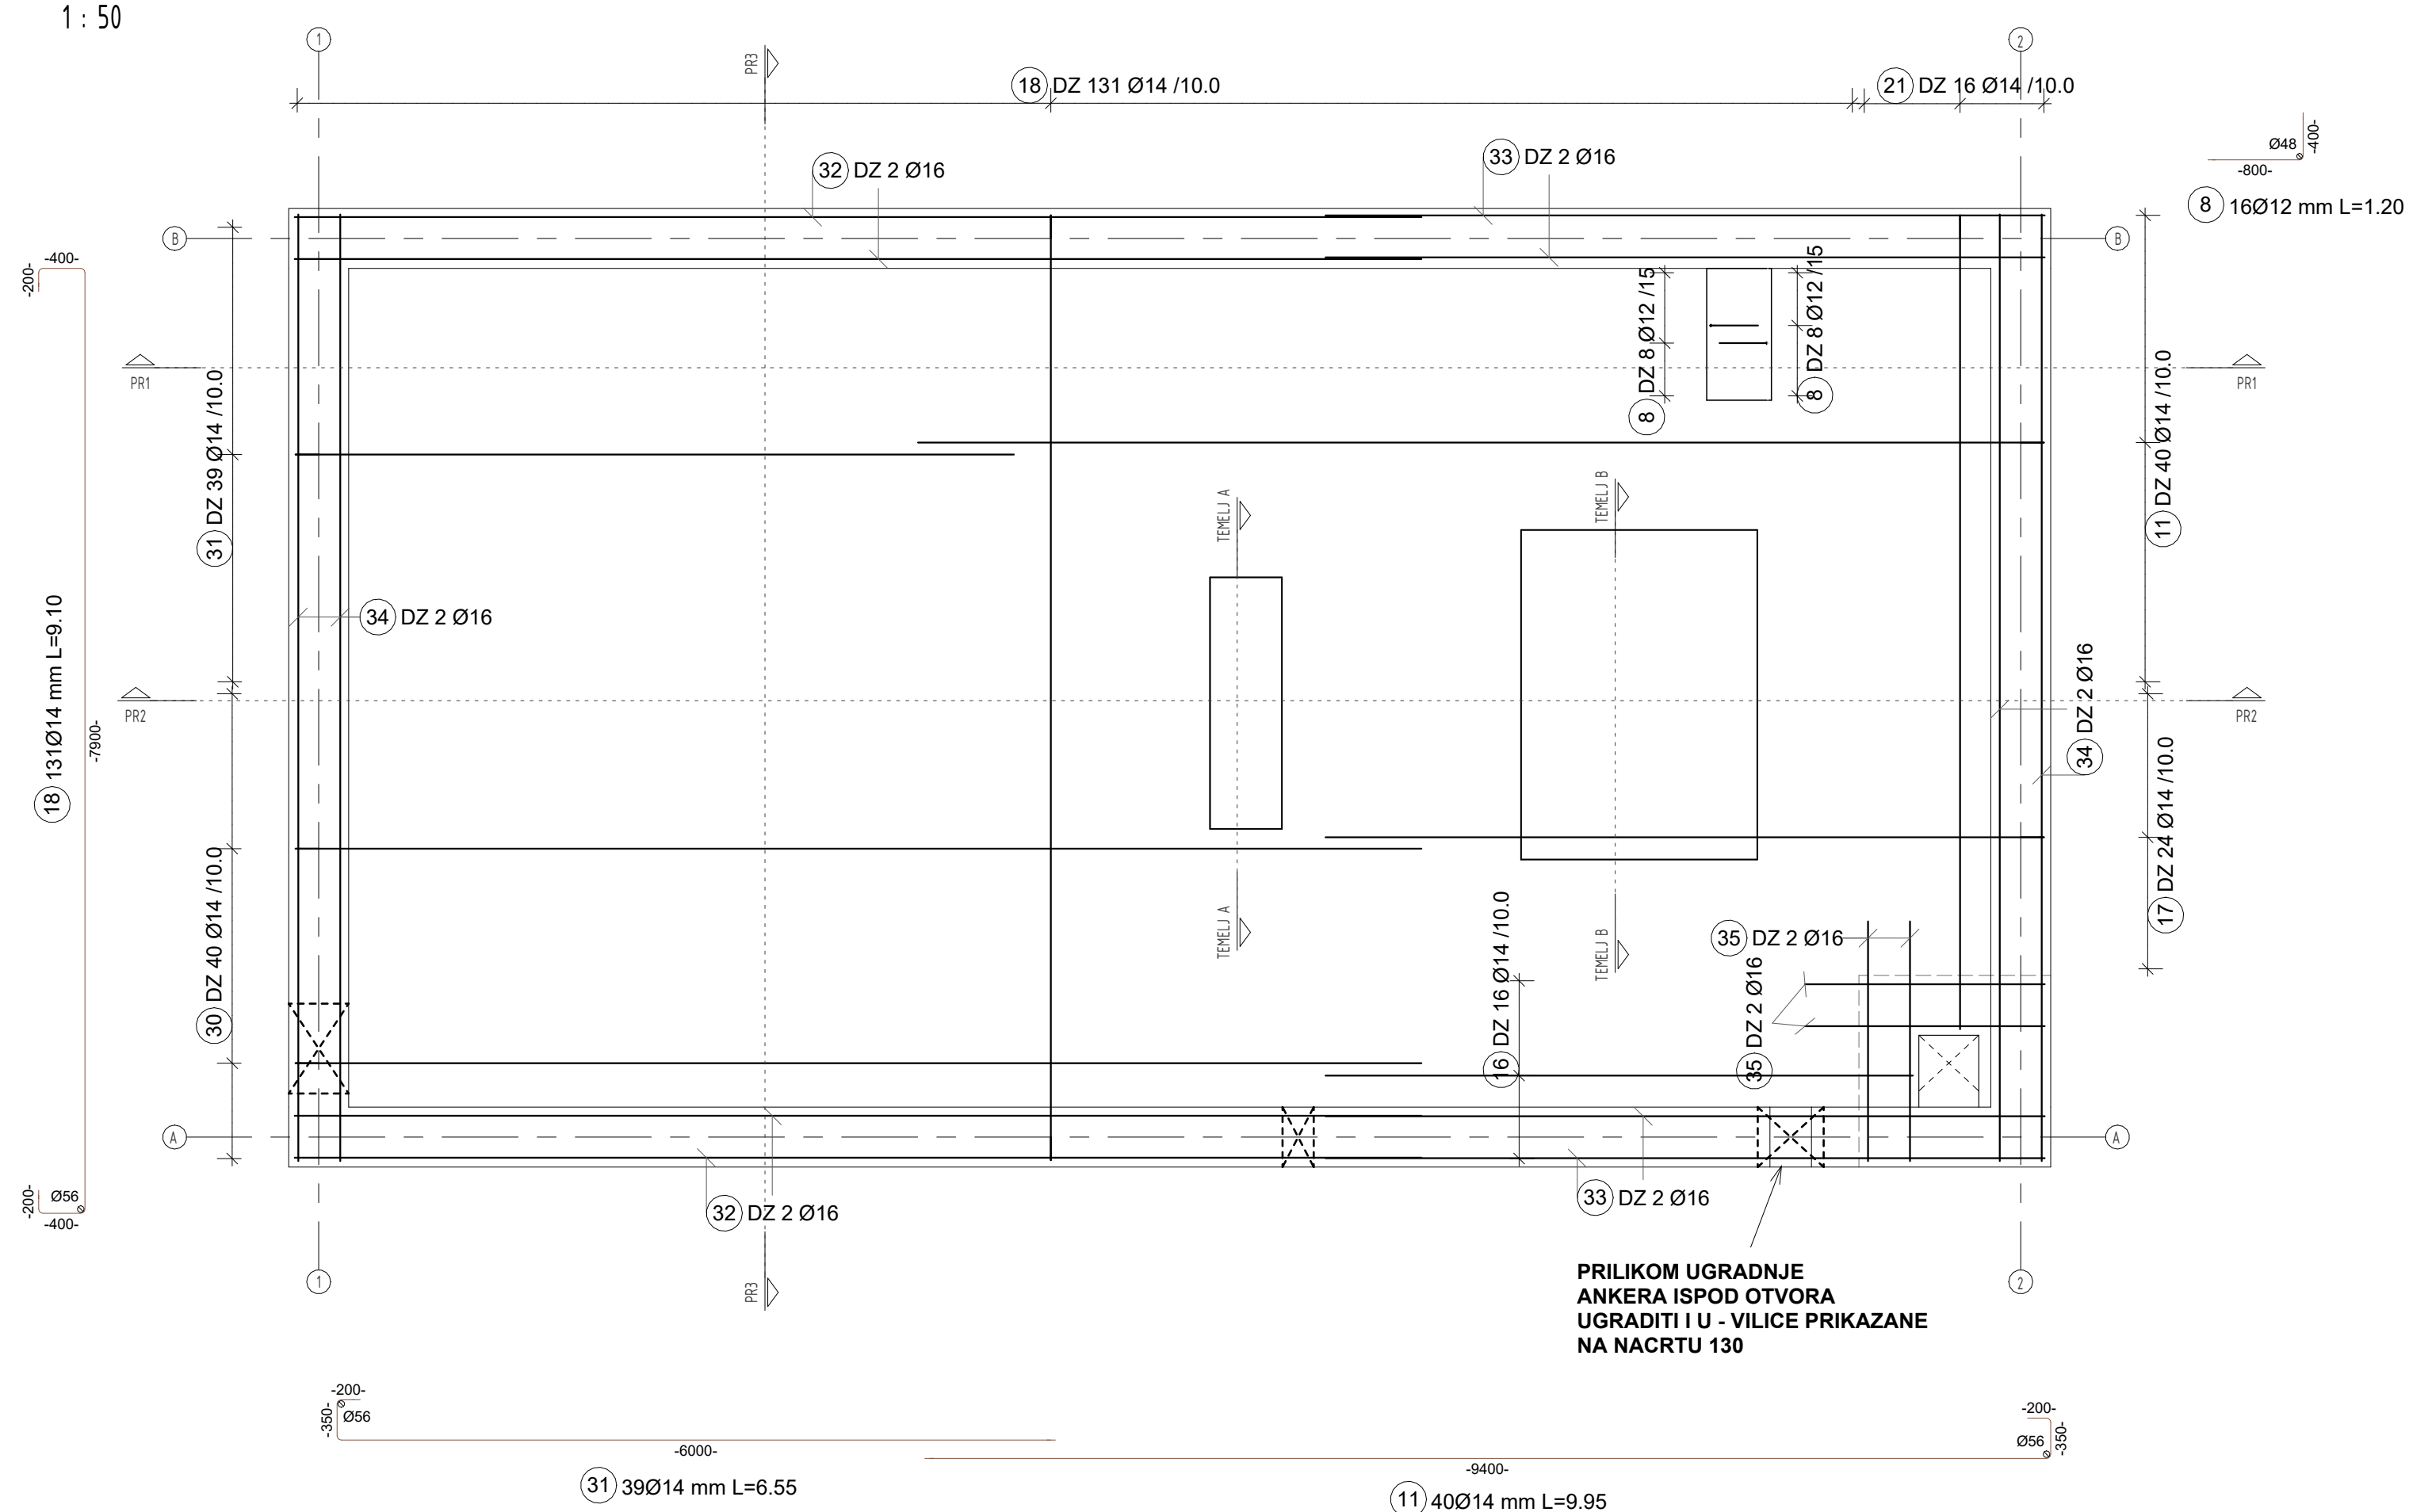 1 : 50
1
PR3
2
18 DZ 131 Ø14 /10.0
21 DZ 16 Ø14 /10.0
Ø48
-400-
-800-
8 16Ø12 mm L=1.20
32 DZ 2 Ø16
33 DZ 2 Ø16
B
B
-400-
-200-
8 DZ 8 Ø12 /15
8 DZ 8 Ø12 /15
PR1
PR1
31 DZ 39 Ø14 /10.0
11 DZ 40 Ø14 /10.0
TEMELJ A
TEMELJ B
34 DZ 2 Ø16
18 131Ø14 mm L=9.10
-7900-
34 DZ 2 Ø16
PR2
PR2
17 DZ 24 Ø14 /10.0
30 DZ 40 Ø14 /10.0
TEMELJ A
TEMELJ B
16 DZ 16 Ø14 /10.0
35 DZ 2 Ø16
35 DZ 2 Ø16
A
A
-200-
Ø56
-400-
32 DZ 2 Ø16
33 DZ 2 Ø16
1
PR3
2
PRILIKOM UGRADNJE
ANKERA ISPOD OTVORA
UGRADITI I U - VILICE PRIKAZANE
NA NACRTU 130
-200-
-350-
Ø56
-6000-
31 39Ø14 mm L=6.55
-200-
-350-
Ø56
-9400-
11 40Ø14 mm L=9.95